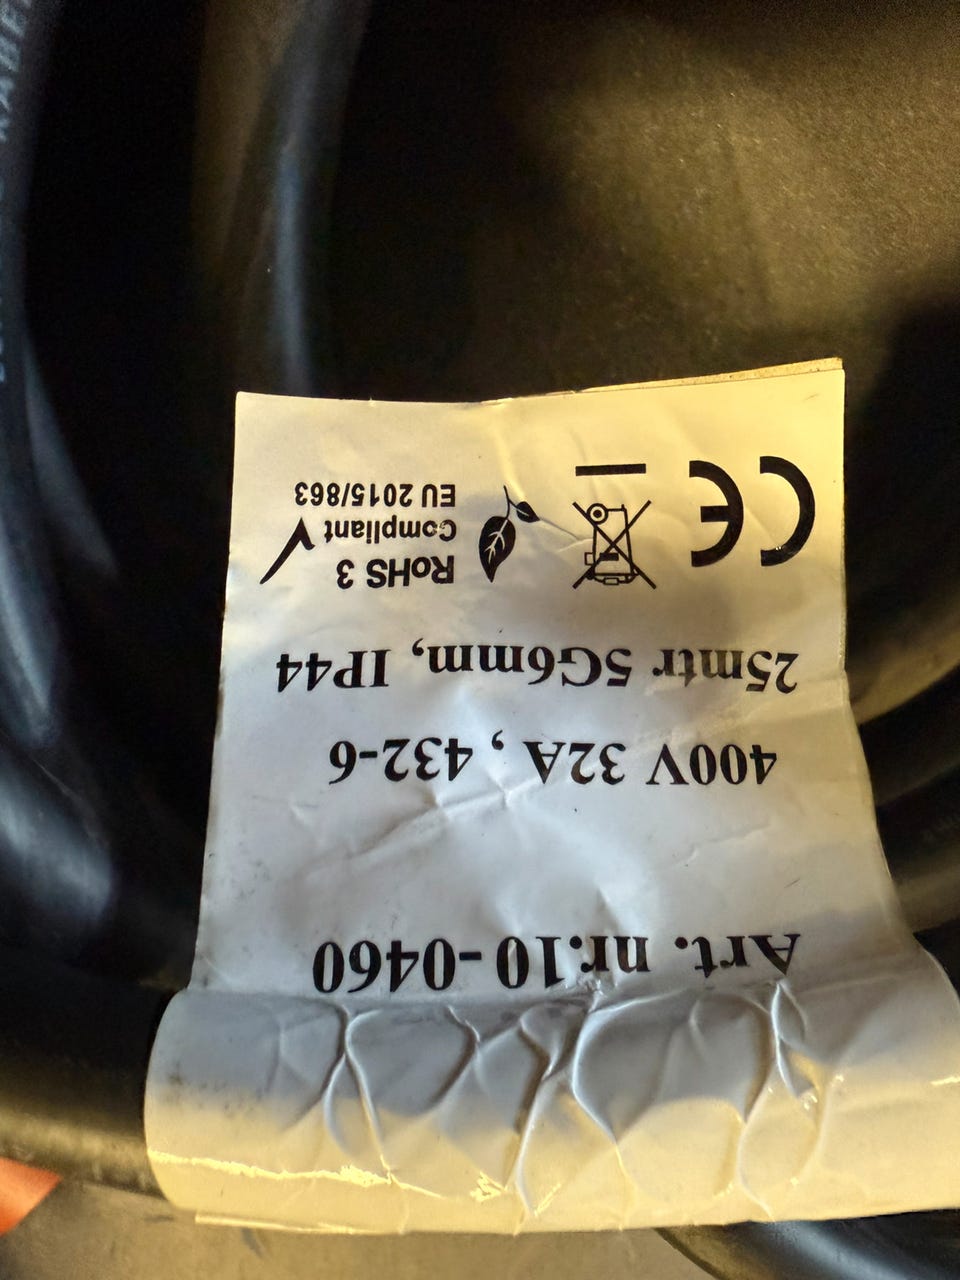 Art. nr.10-0460
400V 32A , 432-6
25mtr 5G6mm, IP44
CE
RoHS 3
Compliant
EU 2015/863